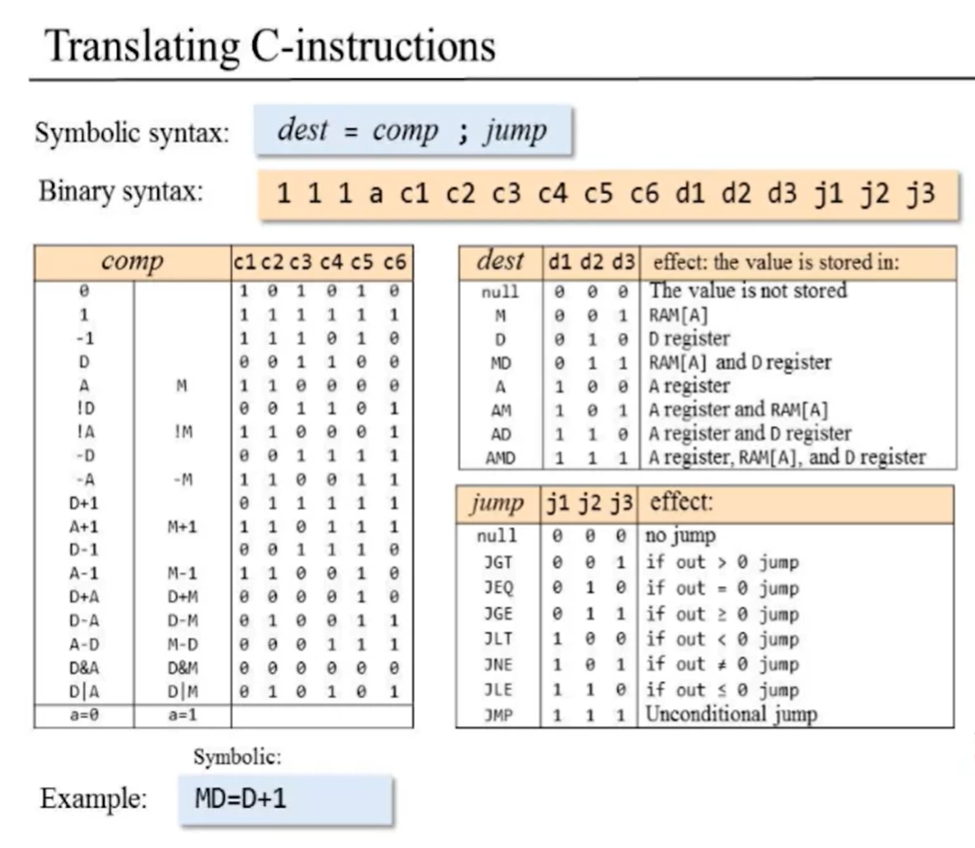 Translating C-instructions
Symbolic syntax: dest = comp ; jump
Binary syntax: 1 1 1 a c1 c2 c3 c4 c5 c6 d1 d2 d3 j1 j2 j3
comp c1 c2 c3 c4 c5 c6
0 1 0 1 0 1 0
1 1 1 1 1 1 1
-1 1 1 1 0 1 0
D 0 0 1 1 0 0
A M 1 1 0 0 0 0
!D 0 0 1 1 0 1
!A !M 1 1 0 0 0 1
-D 0 0 1 1 1 1
-A -M 1 1 0 0 1 1
D+1 0 1 1 1 1 1
A+1 M+1 1 1 0 1 1 1
D-1 0 0 1 1 1 0
A-1 M-1 1 1 0 0 1 0
D+A D+M 0 0 0 0 1 0
D-A D-M 0 1 0 0 1 1
A-D M-D 0 0 0 1 1 1
D&A D&M 0 0 0 0 0 0
D|A D|M 0 1 0 1 0 1
a=0 a=1
dest d1 d2 d3 effect: the value is stored in:
null 0 0 0 The value is not stored
M 0 0 1 RAM[A]
D 0 1 0 D register
MD 0 1 1 RAM[A] and D register
A 1 0 0 A register
AM 1 0 1 A register and RAM[A]
AD 1 1 0 A register and D register
AMD 1 1 1 A register, RAM[A], and D register
jump j1 j2 j3 effect:
null 0 0 0 no jump
JGT 0 0 1 if out > 0 jump
JEQ 0 1 0 if out = 0 jump
JGE 0 1 1 if out ≥ 0 jump
JLT 1 0 0 if out < 0 jump
JNE 1 0 1 if out ≠ 0 jump
JLE 1 1 0 if out ≤ 0 jump
JMP 1 1 1 Unconditional jump
Symbolic:
Example: MD=D+1